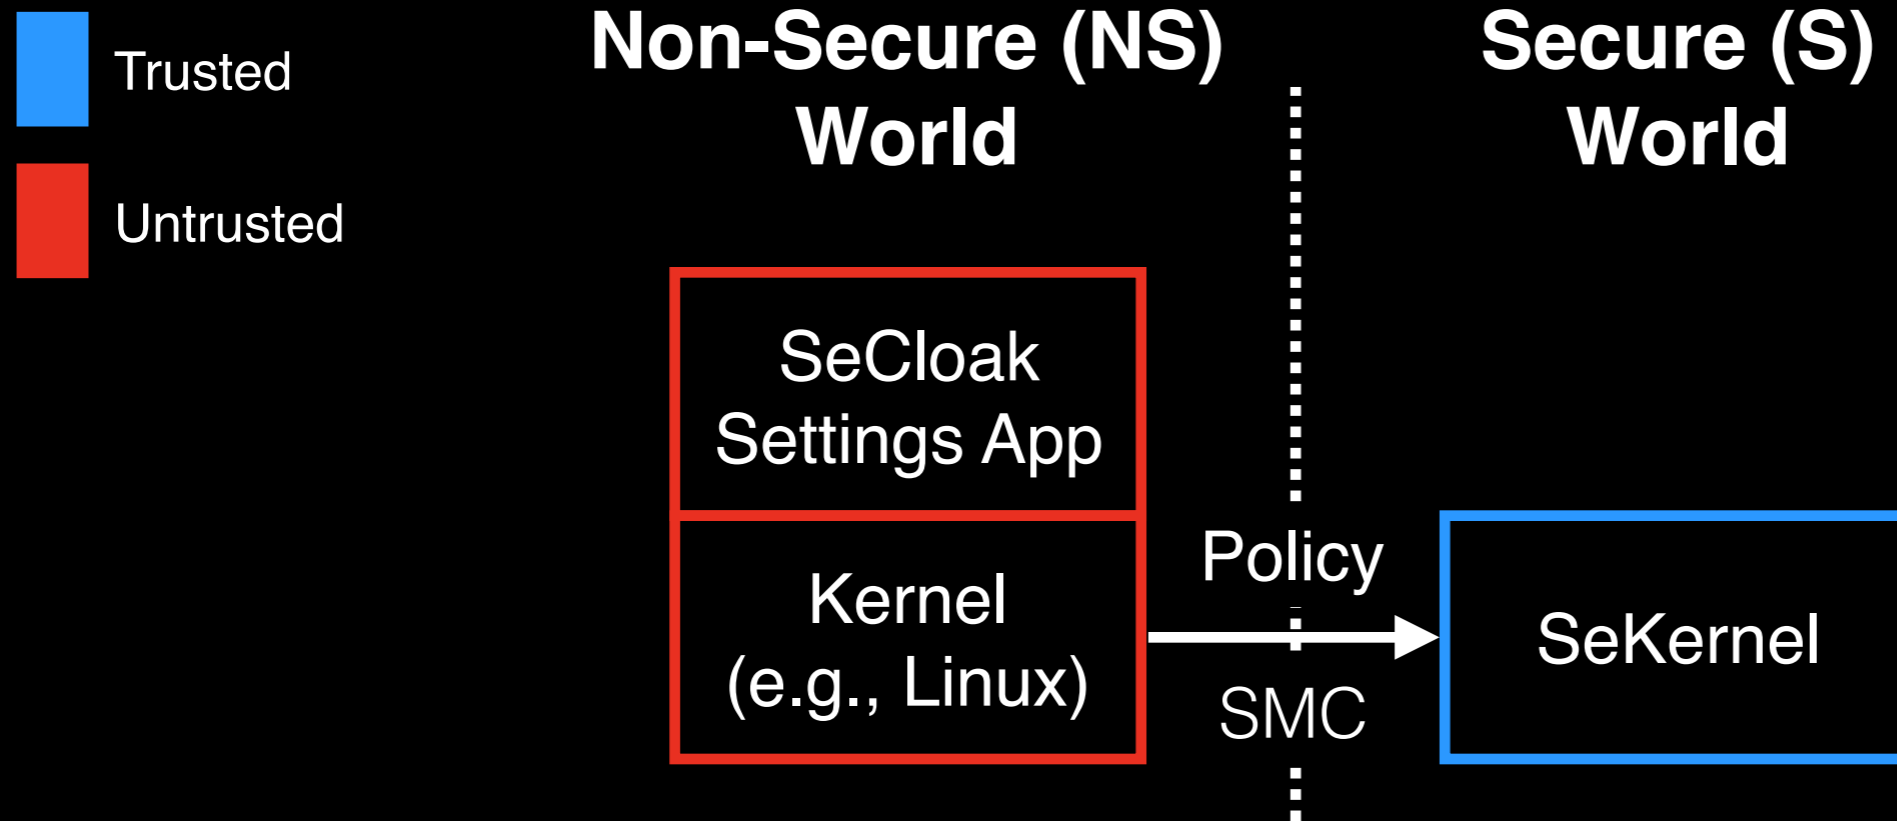 Trusted
Untrusted
Non-Secure (NS)
World
Secure (S)
World
SeCloak
Settings App
Kernel
(e.g., Linux)
Policy
SMC
SeKernel